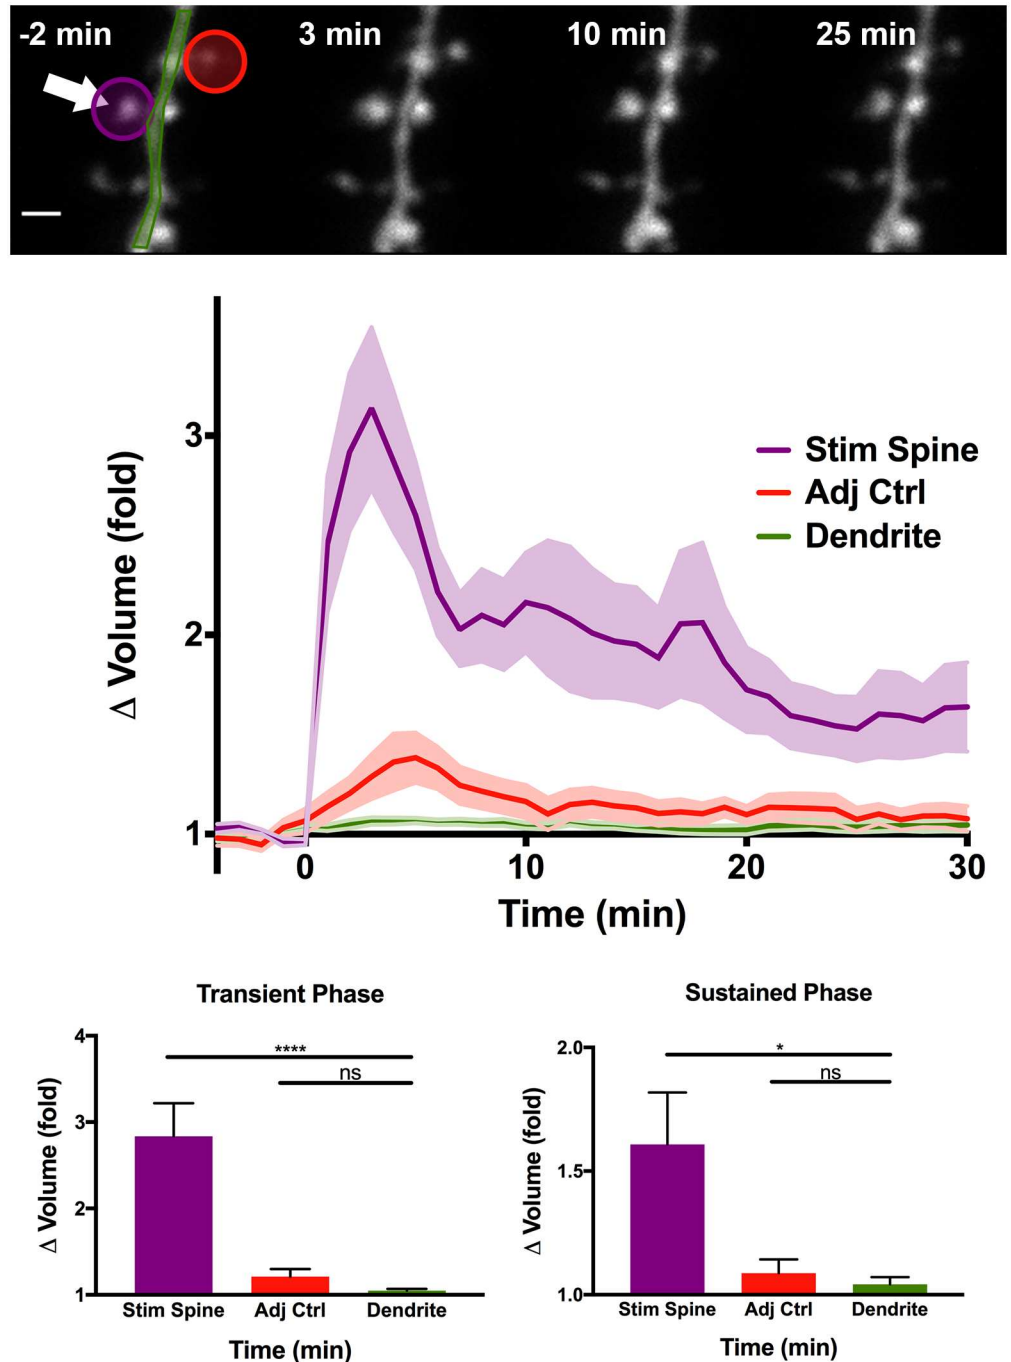 -2 min 3 min 10 min 25 min
3
2
1
Δ Volume (fold)
Stim Spine
Adj Ctrl
Dendrite
0 10 20 30
Time (min)
Transient Phase
4
3
2
1
Δ Volume (fold)
****
ns
Stim Spine Adj Ctrl Dendrite
Time (min)
Sustained Phase
2.0
1.5
1.0
Δ Volume (fold)
*
ns
Stim Spine Adj Ctrl Dendrite
Time (min)